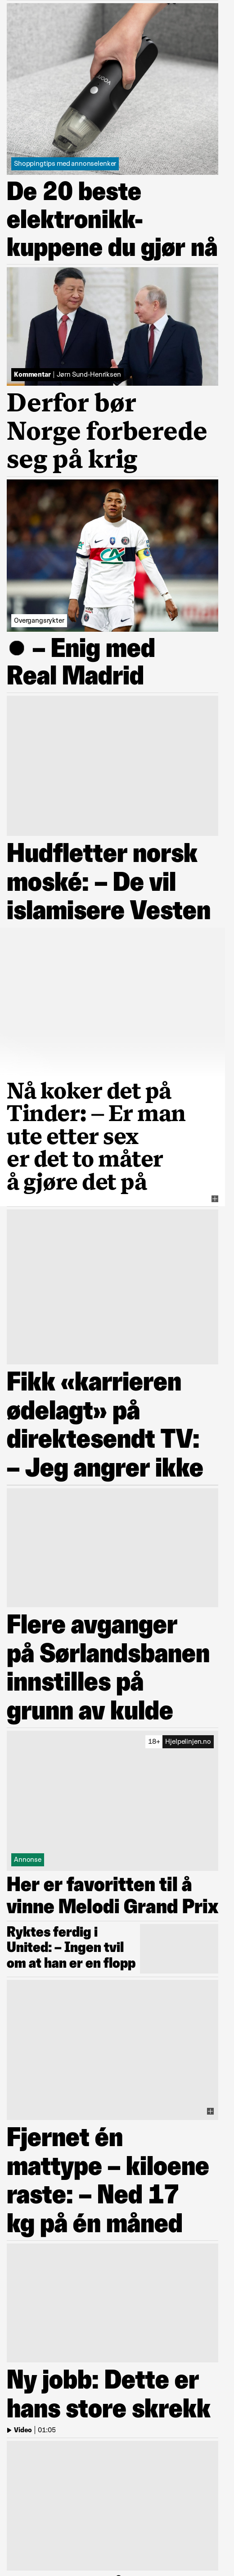 Shoppingtips med annonselenker
De 20 beste
elektronikk-
kuppene du gjør nå
Kommentar | Jørn Sund-Henriksen
Derfor bør
Norge forberede
seg på krig
Overgangsrykter
– Enig med
Real Madrid
Hudfletter norsk
moské: – De vil
islamisere Vesten
Nå koker det på
Tinder: – Er man
ute etter sex
er det to måter
å gjøre det på
Fikk «karrieren
ødelagt» på
direktesendt TV:
– Jeg angrer ikke
Flere avganger
på Sørlandsbanen
innstilles på
grunn av kulde
18+ Hjelpelinjen.no
Annonse
Her er favoritten til å
vinne Melodi Grand Prix
Ryktes ferdig i
United: – Ingen tvil
om at han er en flopp
Fjernet én
mattype – kiloene
raste: – Ned 17
kg på én måned
Ny jobb: Dette er
hans store skrekk
Video | 01:05